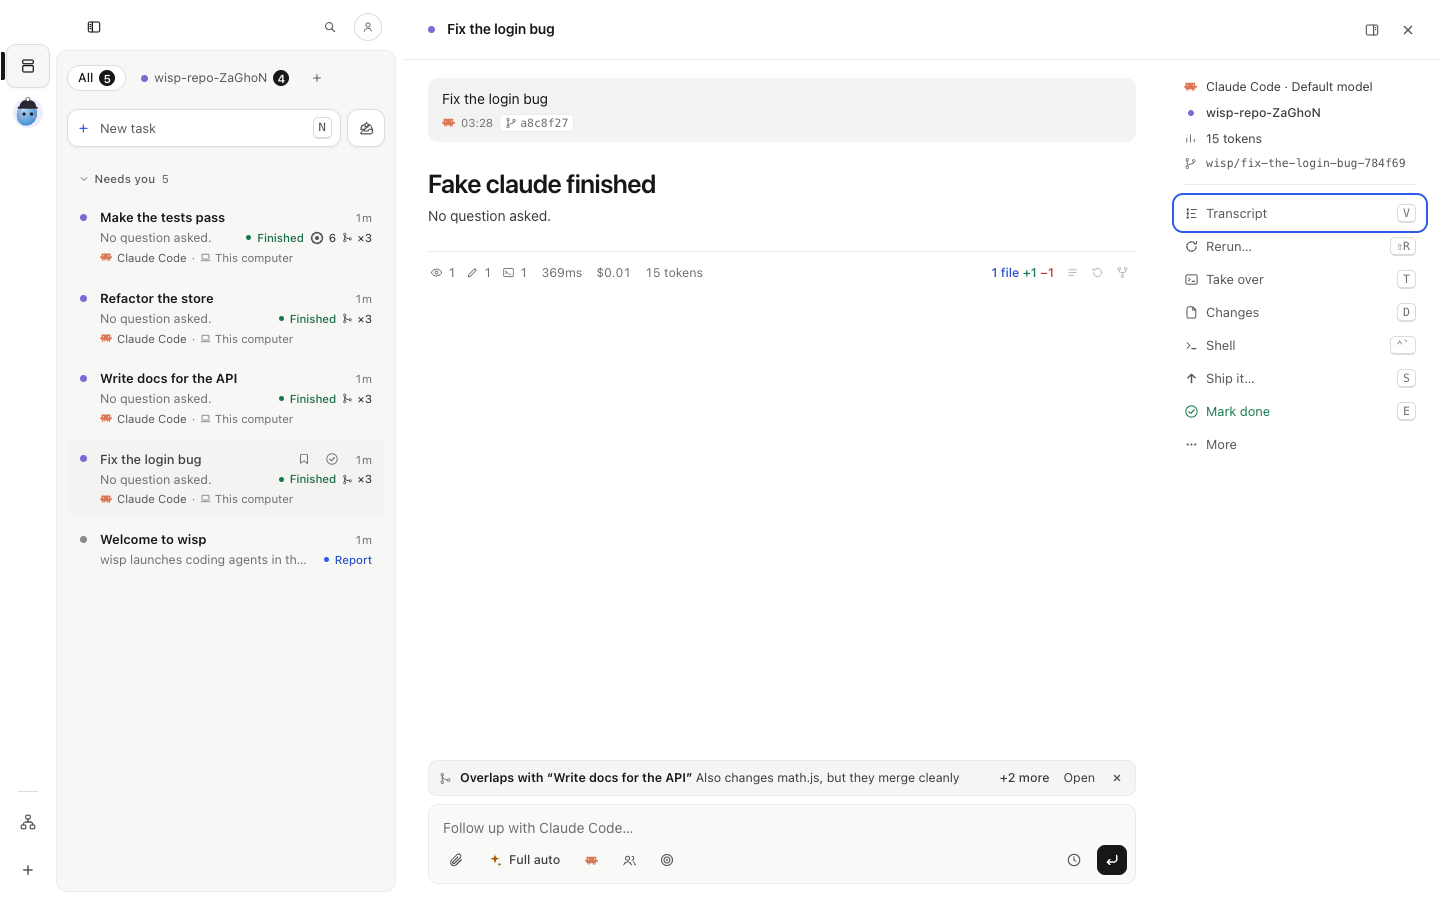 Fix the login bug
All 5
wisp-repo-ZaGhoN 4
New task N
Needs you 5
Make the tests pass 1m
No question asked. Finished 6 ×3
Claude Code · This computer
Refactor the store 1m
No question asked. Finished ×3
Claude Code · This computer
Write docs for the API 1m
No question asked. Finished ×3
Claude Code · This computer
Fix the login bug 1m
No question asked. Finished ×3
Claude Code · This computer
Welcome to wisp 1m
wisp launches coding agents in th... Report
Fix the login bug
03:28 a8c8f27
Fake claude finished
No question asked.
1 1 1 369ms $0.01 15 tokens 1 file +1 −1
Overlaps with “Write docs for the API” Also changes math.js, but they merge cleanly +2 more Open
Follow up with Claude Code...
Full auto
Claude Code · Default model
wisp-repo-ZaGhoN
15 tokens
wisp/fix-the-login-bug-784f69
Transcript V
Rerun... ⇧R
Take over T
Changes D
Shell ⌃`
Ship it... S
Mark done E
More